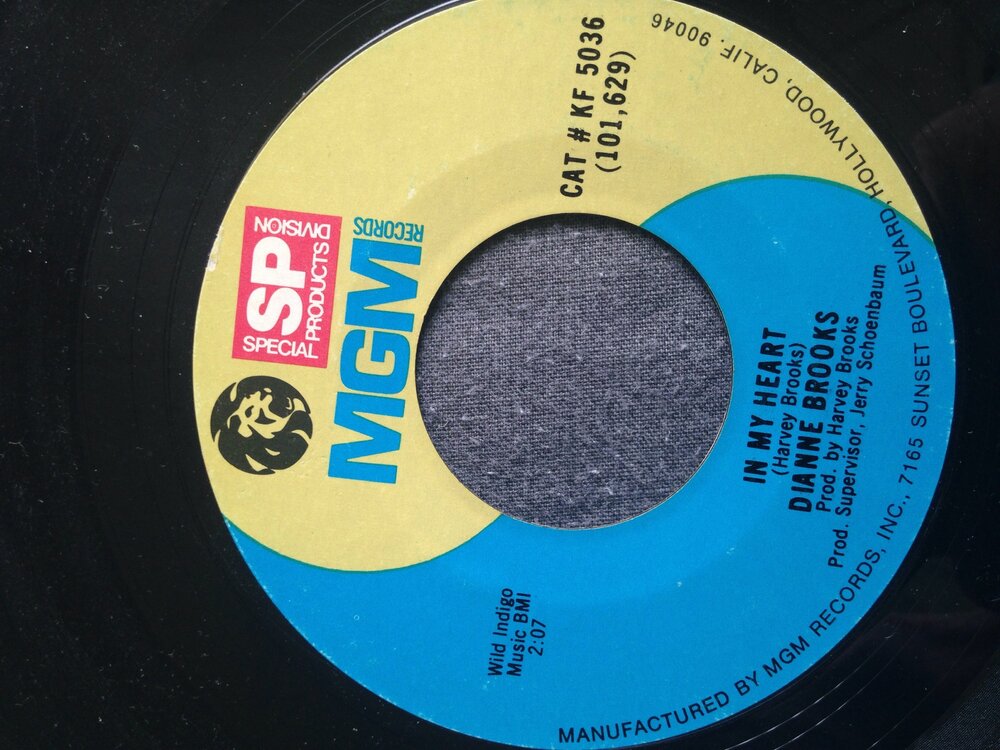 MGM
RECORDS
SP
SPECIAL
PRODUCTS
DIVISION
CAT # KF 5036
(101,629)
Wild Indigo
Music BMI
2:07
IN MY HEART
(Harvey Brooks)
DIANNE BROOKS
Prod. by Harvey Brooks
Prod. Supervisor, Jerry Schoenbaum
MANUFACTURED BY MGM RECORDS, INC., 7165 SUNSET BOULEVARD, HOLLYWOOD, CALIF. 90046